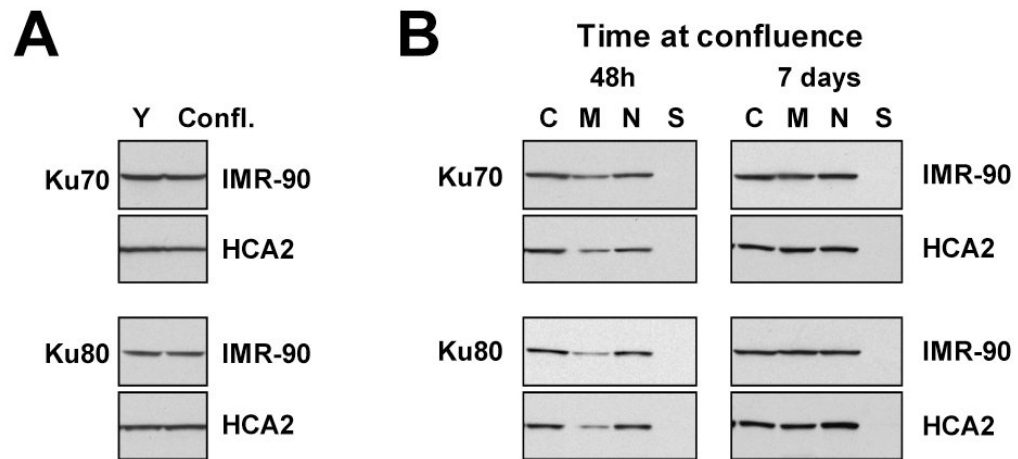 A
Y Confl.
Ku70 IMR-90
HCA2
Ku80 IMR-90
HCA2
B
Time at confluence
48h 7 days
C M N S C M N S
Ku70 IMR-90
HCA2
Ku80 IMR-90
HCA2